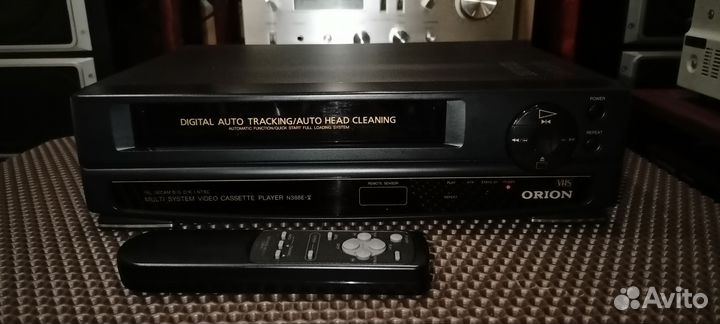 DIGITAL AUTO TRACKING/AUTO HEAD CLEANING
AUTOMATIC FUNCTION/QUICK START FULL LOADING SYSTEM
POWER
REPEAT
MULTI SYSTEM VIDEO CASSETTE PLAYER N388E-V
REMOTE SENSOR
PLAY
REPEAT
VHS
ORION
Avito